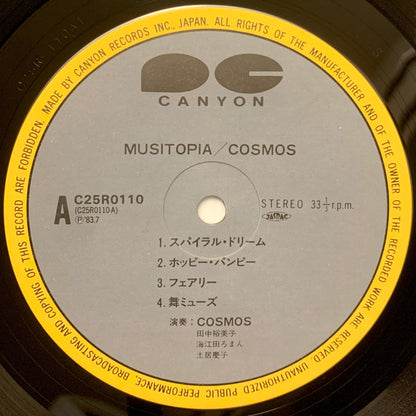 MADE BY CANYON RECORDS INC., JAPAN. ALL RIGHTS OF THE MANUFACTURER AND OF THE OWNER OF THE RECORDED WORK ARE RESERVED. UNAUTHORIZED PUBLIC PERFORMANCE, BROADCASTING AND COPYING OF THIS RECORD ARE FORBIDDEN.
CANYON
MUSITOPIA/COSMOS
A C25R0110
(C25R0110-A)
Ⓟ'83.7
STEREO 33 1/3 r.p.m.
1. スパイラル・ドリーム
2. ホッピー・バンビー
3. フェアリー
4. 舞ミューズ
演奏：COSMOS
田中裕美子
海江田ろまん
土居慶子